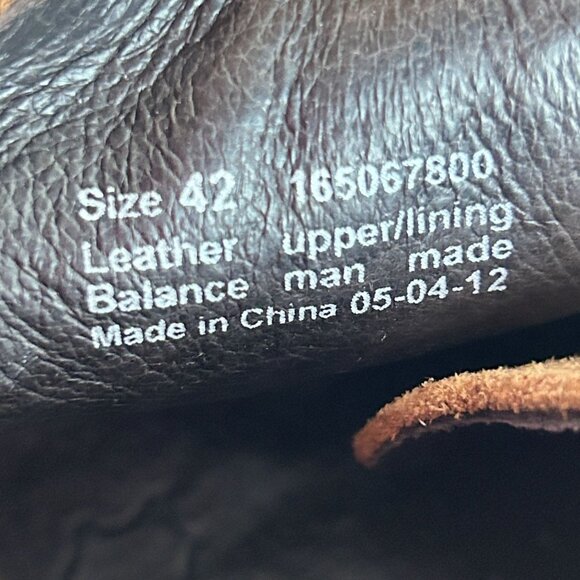 Size 42 165067800
Leather upper/lining
Balance man made
Made in China 05-04-12